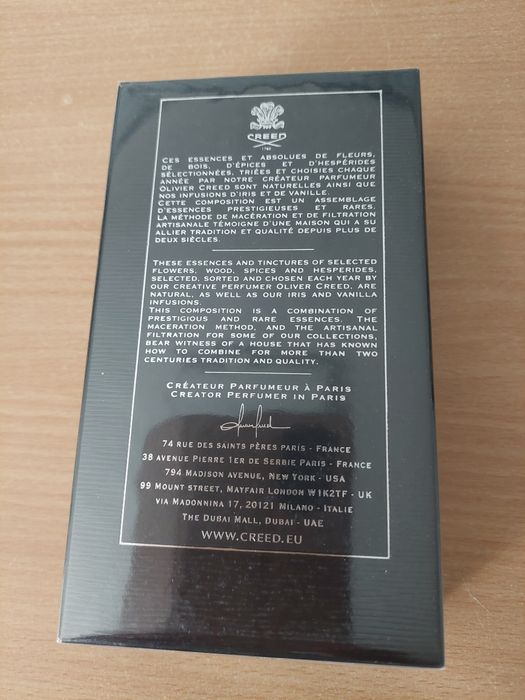 CREED
1760
CES ESSENCES ET ABSOLUES DE FLEURS,
DE BOIS, D'ÉPICES ET D'HESPÉRIDES
SÉLECTIONNÉES, TRIÉES ET CHOISIES CHAQUE
ANNÉE PAR NOTRE CRÉATEUR PARFUMEUR
OLIVIER CREED SONT NATURELLES AINSI QUE
NOS INFUSIONS D'IRIS ET DE VANILLE.
CETTE COMPOSITION EST UN ASSEMBLAGE
D'ESSENCES PRESTIGIEUSES ET RARES.
LA MÉTHODE DE MACÉRATION ET DE FILTRATION
ARTISANALE TÉMOIGNE D'UNE MAISON QUI A SU
ALLIER TRADITION ET QUALITÉ DEPUIS PLUS DE
DEUX SIÈCLES.
THESE ESSENCES AND TINCTURES OF SELECTED
FLOWERS, WOOD, SPICES AND HESPERIDES,
SELECTED, SORTED AND CHOSEN EACH YEAR BY
OUR CREATIVE PERFUMER OLIVER CREED, ARE
NATURAL, AS WELL AS OUR IRIS AND VANILLA
INFUSIONS.
THIS COMPOSITION IS A COMBINATION OF
PRESTIGIOUS AND RARE ESSENCES. THE
MACERATION METHOD, AND THE ARTISANAL
FILTRATION FOR SOME OF OUR COLLECTIONS,
BEAR WITNESS OF A HOUSE THAT HAS KNOWN
HOW TO COMBINE FOR MORE THAN TWO
CENTURIES TRADITION AND QUALITY.
CRÉATEUR PARFUMEUR À PARIS
CREATOR PERFUMER IN PARIS
74 RUE DES SAINTS PÈRES PARIS - FRANCE
38 AVENUE PIERRE 1ER DE SERBIE PARIS - FRANCE
794 MADISON AVENUE, NEW YORK - USA
99 MOUNT STREET, MAYFAIR LONDON W1K2TF - UK
VIA MADONNINA 17, 20121 MILANO - ITALIE
THE DUBAI MALL, DUBAI - UAE
WWW.CREED.EU